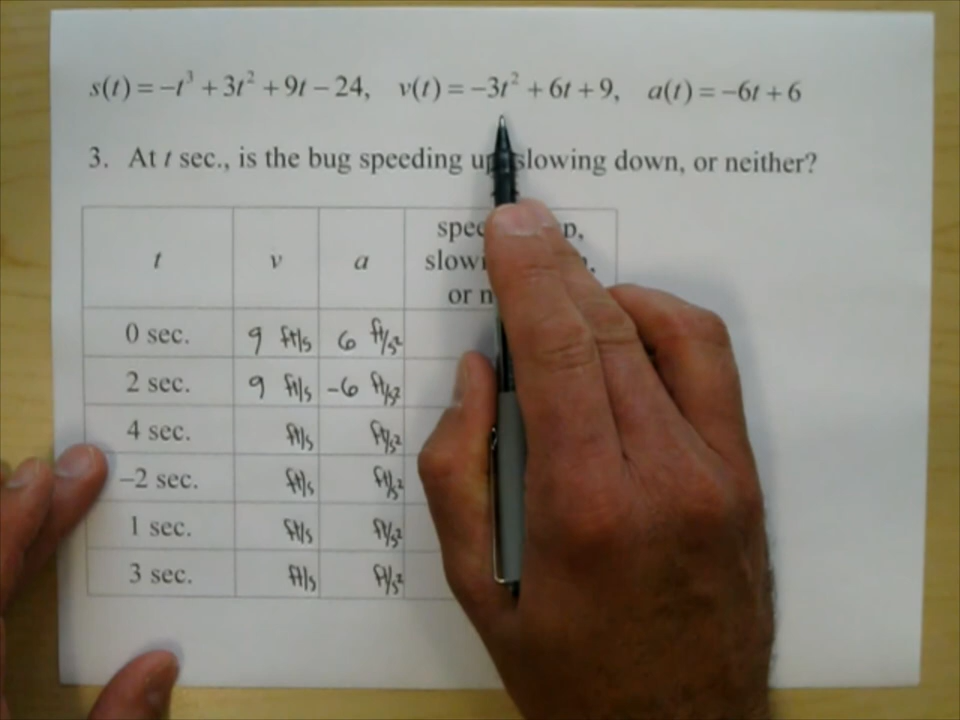 s(t) = −t³ + 3t² + 9t − 24,   v(t) = −3t² + 6t + 9,   a(t) = −6t + 6
3. At t sec., is the bug speeding slowing down, or neither?
t v a
0 sec. 9 ft/s 6 ft/s²
2 sec. 9 ft/s −6 ft/s²
4 sec. ft/s ft/s²
−2 sec. ft/s ft/s²
1 sec. ft/s ft/s²
3 sec. ft/s ft/s²